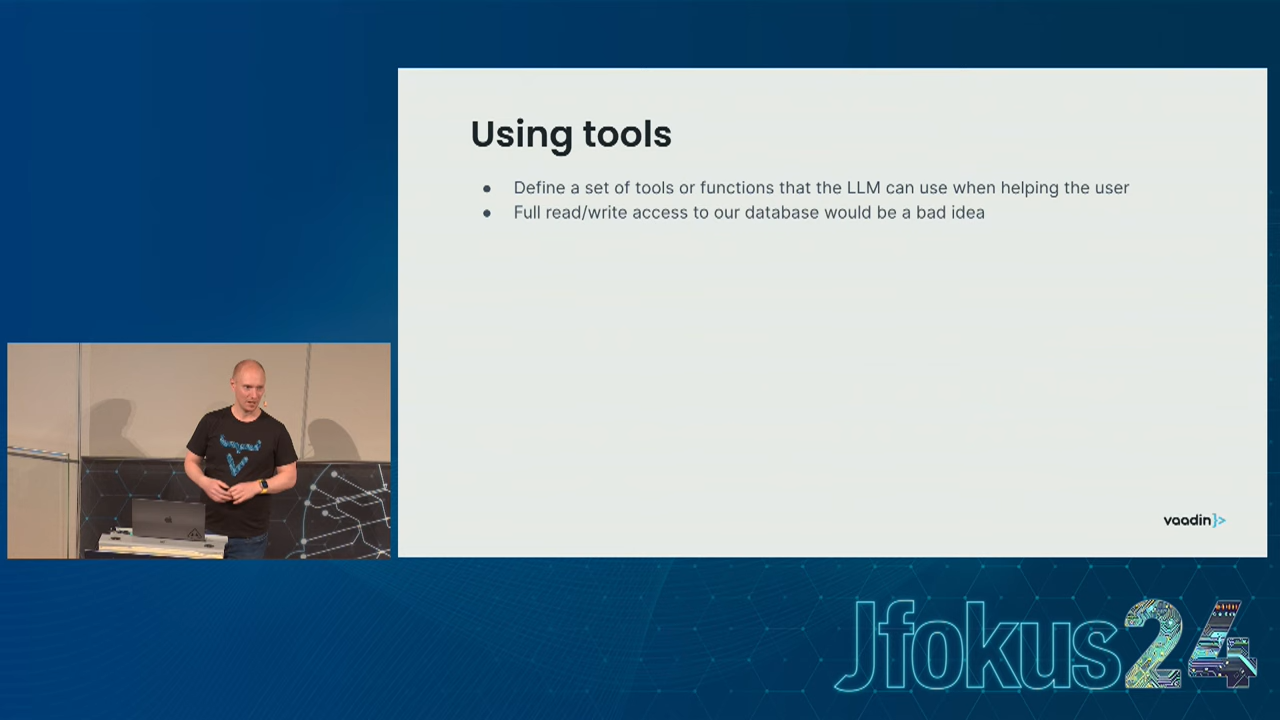 Using tools
● Define a set of tools or functions that the LLM can use when helping the user
● Full read/write access to our database would be a bad idea
vaadin}>
Jfokus24